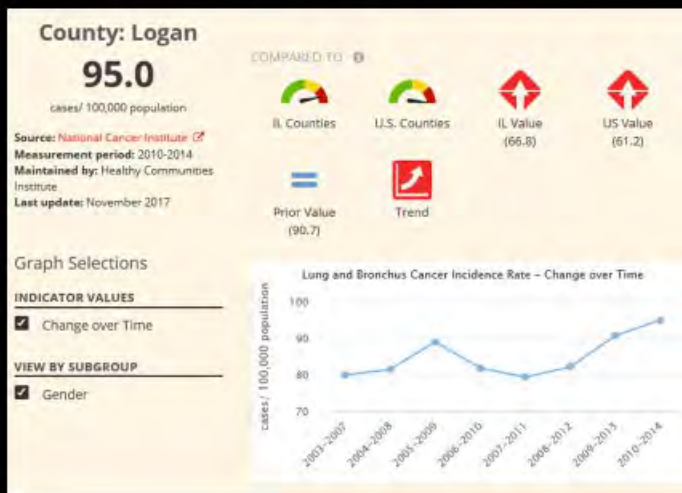 County: Logan
95.0
cases/ 100,000 population
Source: National Cancer Institute
Measurement period: 2010-2014
Maintained by: Healthy Communities
Institute
Last update: November 2017
COMPARED TO
IL Counties
U.S. Counties
IL Value
(66.8)
US Value
(61.2)
Prior Value
(90.7)
Trend
Graph Selections
INDICATOR VALUES
Change over Time
VIEW BY SUBGROUP
Gender
Lung and Bronchus Cancer Incidence Rate – Change over Time
cases / 100,000 population
100
90
80
70
2003-2007
2004-2008
2005-2009
2006-2010
2007-2011
2008-2012
2009-2013
2010-2014